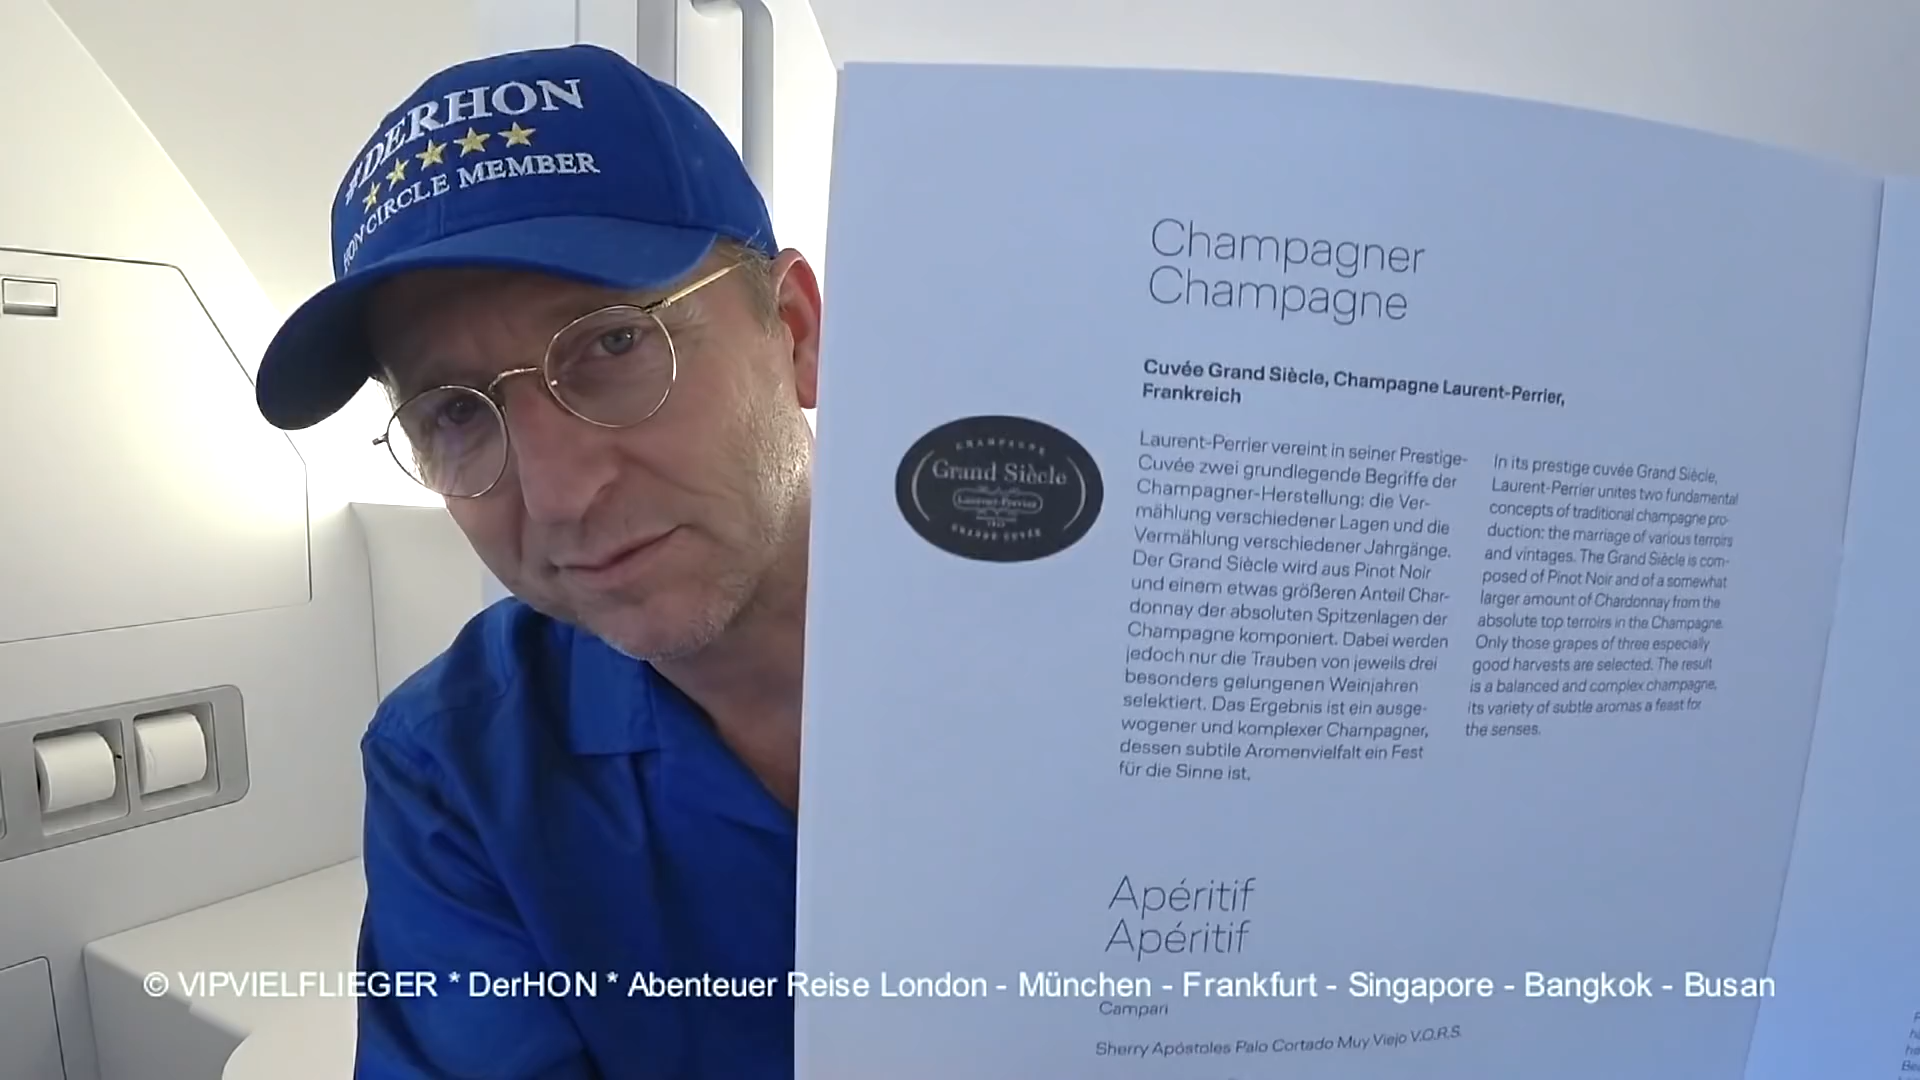 #DERHON
HON CIRCLE MEMBER
Champagner
Champagne
Cuvée Grand Siècle, Champagne Laurent-Perrier,
Frankreich
CHAMPAGNE
Grand Siècle
Laurent-Perrier
GRANDE CUVÉE
Laurent-Perrier vereint in seiner Prestige-
Cuvée zwei grundlegende Begriffe der
Champagner-Herstellung: die Ver-
mählung verschiedener Lagen und die
Vermählung verschiedener Jahrgänge.
Der Grand Siècle wird aus Pinot Noir
und einem etwas größeren Anteil Char-
donnay der absoluten Spitzenlagen der
Champagne komponiert. Dabei werden
jedoch nur die Trauben von jeweils drei
besonders gelungenen Weinjahren
selektiert. Das Ergebnis ist ein ausge-
wogener und komplexer Champagner,
dessen subtile Aromenvielfalt ein Fest
für die Sinne ist.
In its prestige cuvée Grand Siècle,
Laurent-Perrier unites two fundamental
concepts of traditional champagne pro-
duction: the marriage of various terroirs
and vintages. The Grand Siècle is com-
posed of Pinot Noir and of a somewhat
larger amount of Chardonnay from the
absolute top terroirs in the Champagne.
Only those grapes of three especially
good harvests are selected. The result
is a balanced and complex champagne,
its variety of subtle aromas a feast for
the senses.
Apéritif
Apéritif
© VIPVIELFLIEGER * DerHON * Abenteuer Reise London - München - Frankfurt - Singapore - Bangkok - Busan
Campari
Sherry Apóstoles Palo Cortado Muy Viejo V.O.R.S.